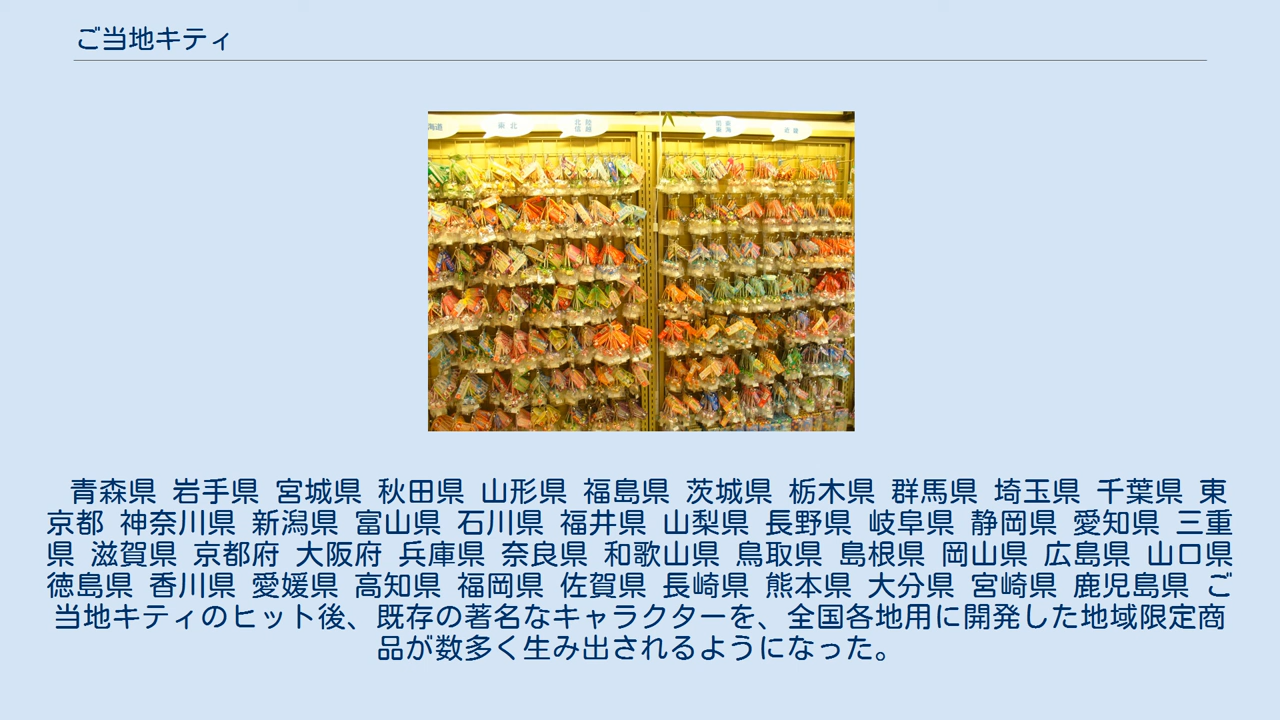 ご当地キティ
海道
東北
北陸
信越
東海
青森県 岩手県 宮城県 秋田県 山形県 福島県 茨城県 栃木県 群馬県 埼玉県 千葉県 東
京都 神奈川県 新潟県 富山県 石川県 福井県 山梨県 長野県 岐阜県 静岡県 愛知県 三重
県 滋賀県 京都府 大阪府 兵庫県 奈良県 和歌山県 鳥取県 島根県 岡山県 広島県 山口県
徳島県 香川県 愛媛県 高知県 福岡県 佐賀県 長崎県 熊本県 大分県 宮崎県 鹿児島県 ご
当地キティのヒット後、既存の著名なキャラクターを、全国各地用に開発した地域限定商
品が数多く生み出されるようになった。